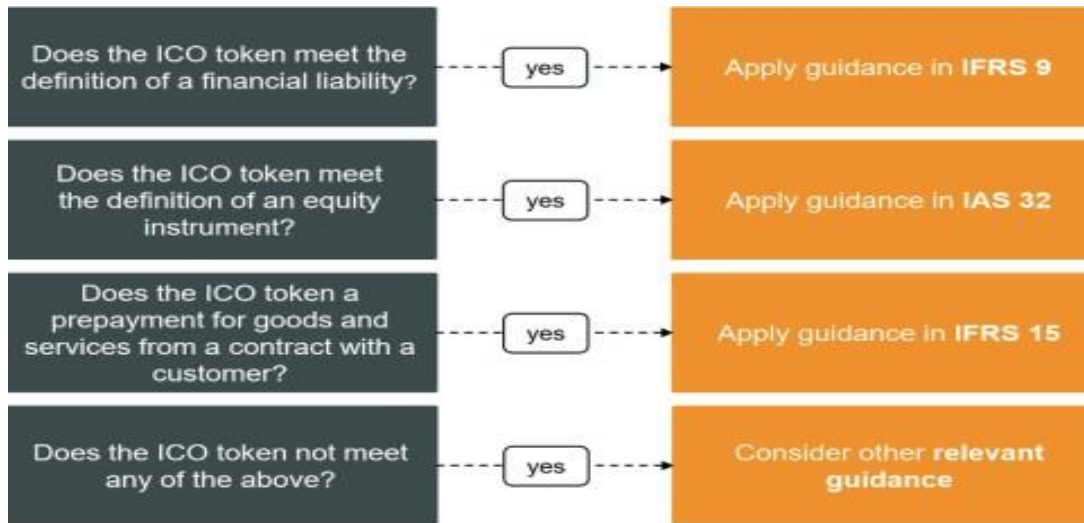 Does the ICO token meet the
definition of a financial liability?
yes
Apply guidance in IFRS 9
Does the ICO token meet
the definition of an equity
instrument?
yes
Apply guidance in IAS 32
Does the ICO token a
prepayment for goods and
services from a contract with a
customer?
yes
Apply guidance in IFRS 15
Does the ICO token not meet
any of the above?
yes
Consider other relevant
guidance